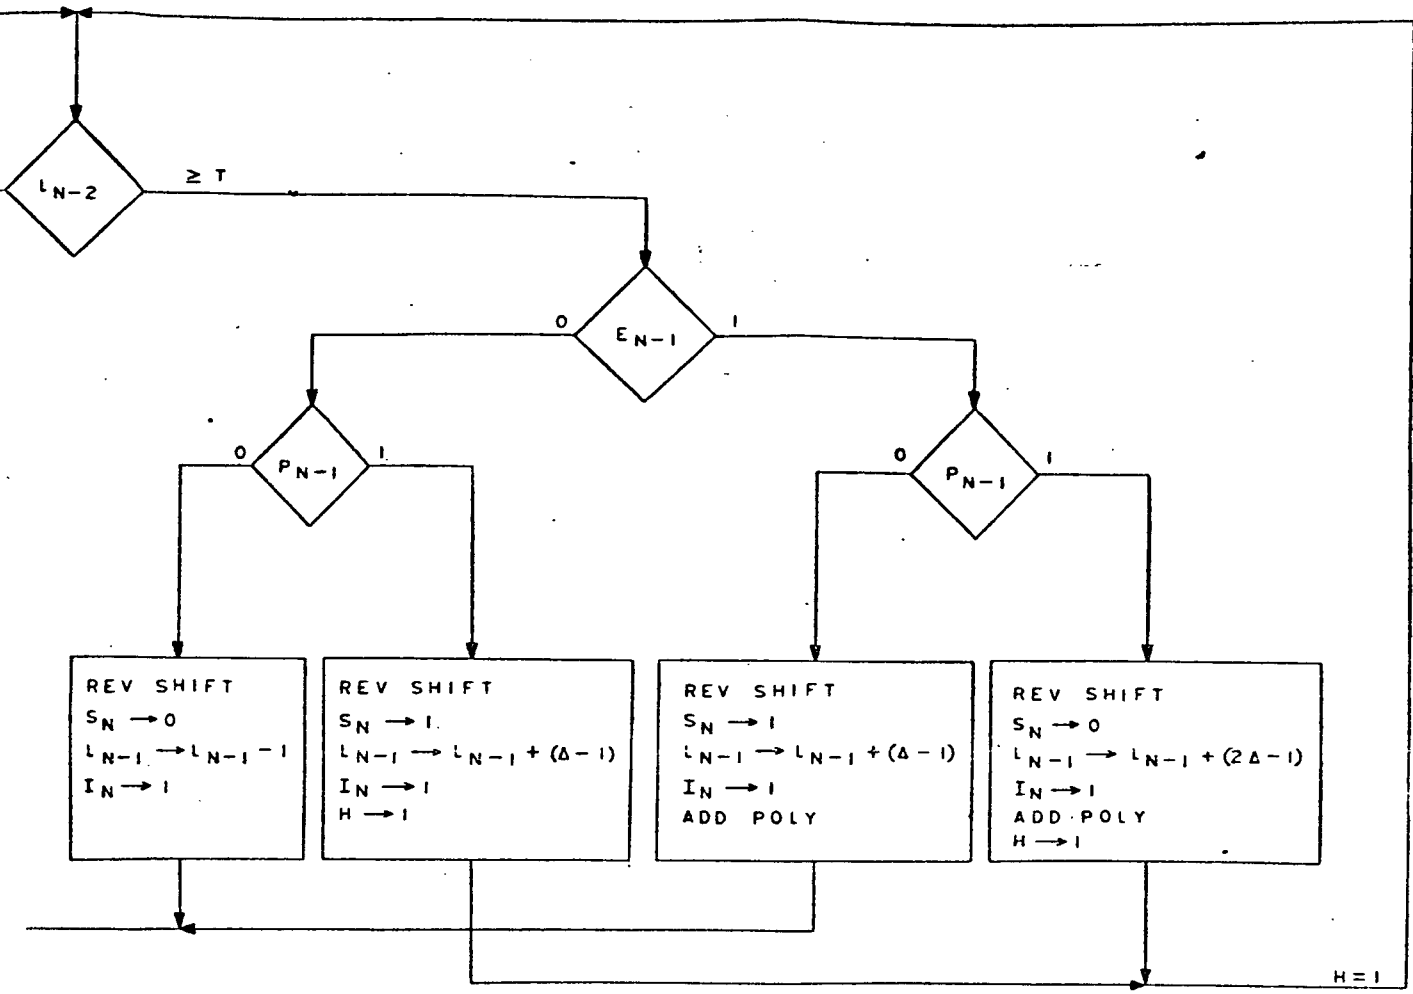 ≥ T
L N-2
0 E N-1 1
0 P N-1 1
0 P N-1 1
REV SHIFT
S N → 0
L N-1 → L N-1 - 1
I N → 1
REV SHIFT
S N → 1
L N-1 → L N-1 + (Δ - 1)
I N → 1
H → 1
REV SHIFT
S N → 1
L N-1 → L N-1 + (Δ - 1)
I N → 1
ADD POLY
REV SHIFT
S N → 0
L N-1 → L N-1 + (2Δ - 1)
I N → 1
ADD POLY
H → 1
H = 1